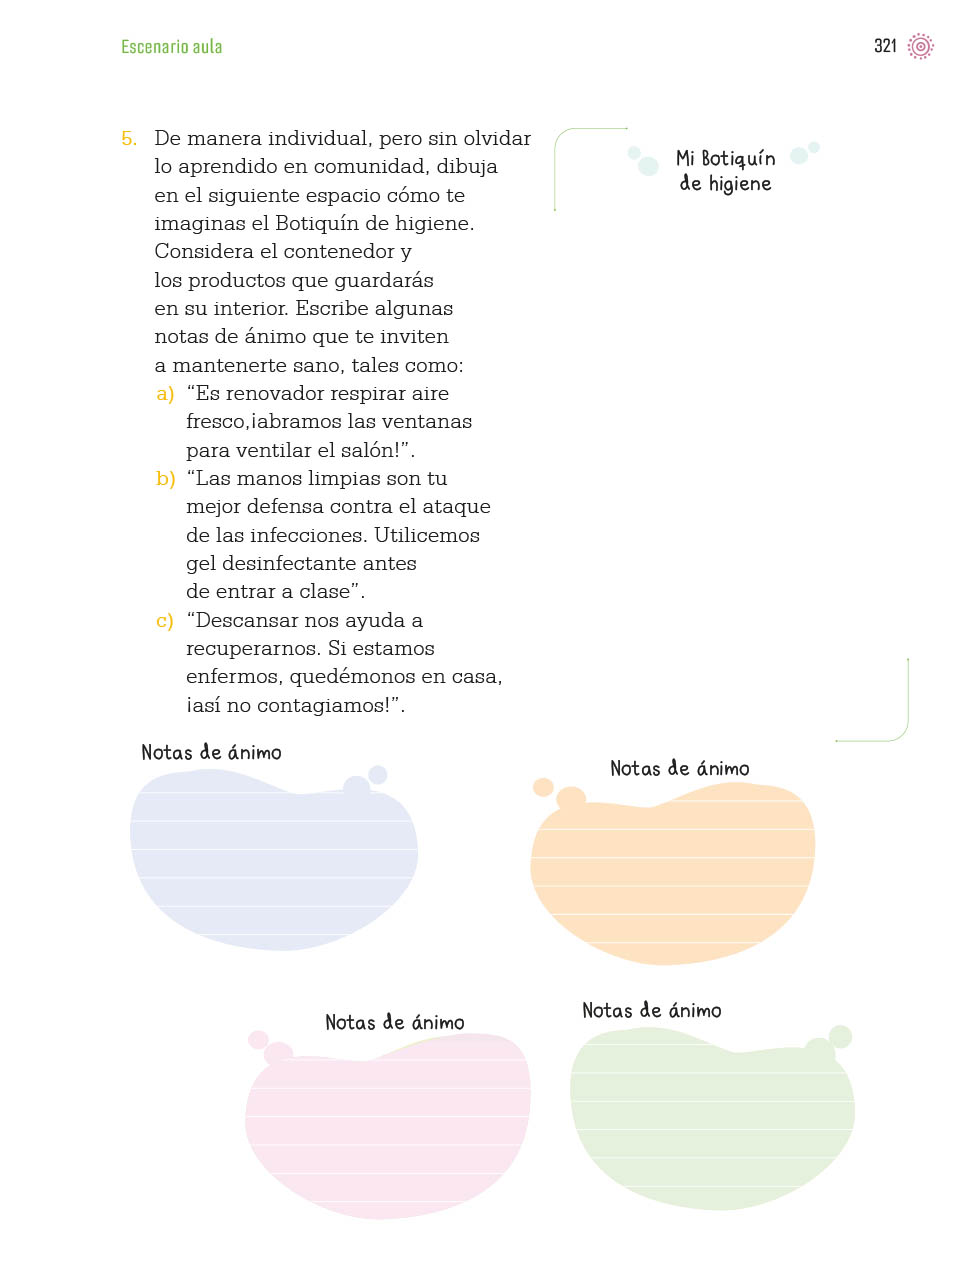 Escenario aula
321
5. De manera individual, pero sin olvidar
lo aprendido en comunidad, dibuja
en el siguiente espacio cómo te
imaginas el Botiquín de higiene.
Considera el contenedor y
los productos que guardarás
en su interior. Escribe algunas
notas de ánimo que te inviten
a mantenerte sano, tales como:
a) “Es renovador respirar aire
fresco,¡abramos las ventanas
para ventilar el salón!”.
b) “Las manos limpias son tu
mejor defensa contra el ataque
de las infecciones. Utilicemos
gel desinfectante antes
de entrar a clase”.
c) “Descansar nos ayuda a
recuperarnos. Si estamos
enfermos, quedémonos en casa,
¡así no contagiamos!”.
Mi Botiquín
de higiene
Notas de ánimo
Notas de ánimo
Notas de ánimo
Notas de ánimo